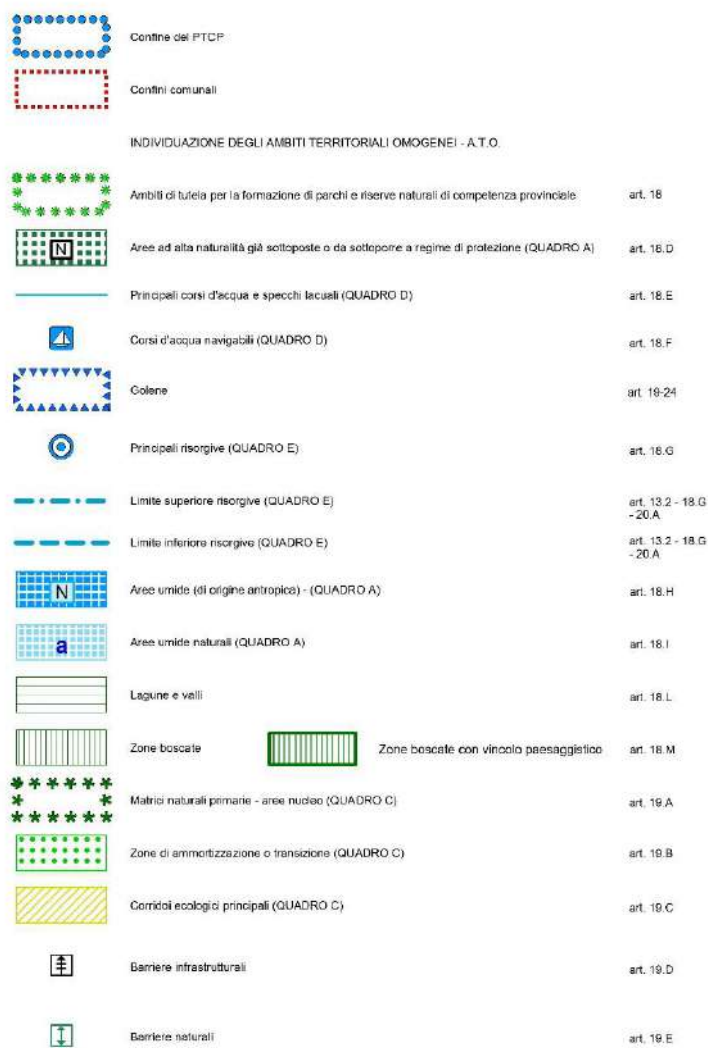 Confine del PTCP
Confini comunali
INDIVIDUAZIONE DEGLI AMBITI TERRITORIALI OMOGENEI - A.T.O.
Ambiti di tutela per la formazione di parchi e riserve naturali di competenza provinciale art. 18
N Aree ad alta naturalità già sottoposte o da sottoporre a regime di protezione (QUADRO A) art. 18.D
Principali corsi d'acqua e specchi lacuali (QUADRO D) art. 18.E
Corsi d'acqua navigabili (QUADRO D) art. 18.F
Golene art 19-24
Principali risorgive (QUADRO E) art. 18.G
Limite superiore risorgive (QUADRO E) art. 13.2 - 18.G
- 20.A
Limite inferiore risorgive (QUADRO E) art. 13.2 - 18.G
- 20.A
N Aree umide (di origine antropica) - (QUADRO A) art. 18.H
a Aree umide naturali (QUADRO A) art. 18.I
Lagune e valli art. 18.L
Zone boscate Zone boscate con vincolo paesaggistico art. 18.M
Matrici naturali primarie - aree nucleo (QUADRO C) art. 19.A
Zone di ammortizzazione o transizione (QUADRO C) art. 19.B
Corridoi ecologici principali (QUADRO C) art. 19.C
Barriere infrastrutturali art. 19.D
Barriere naturali art. 19.E